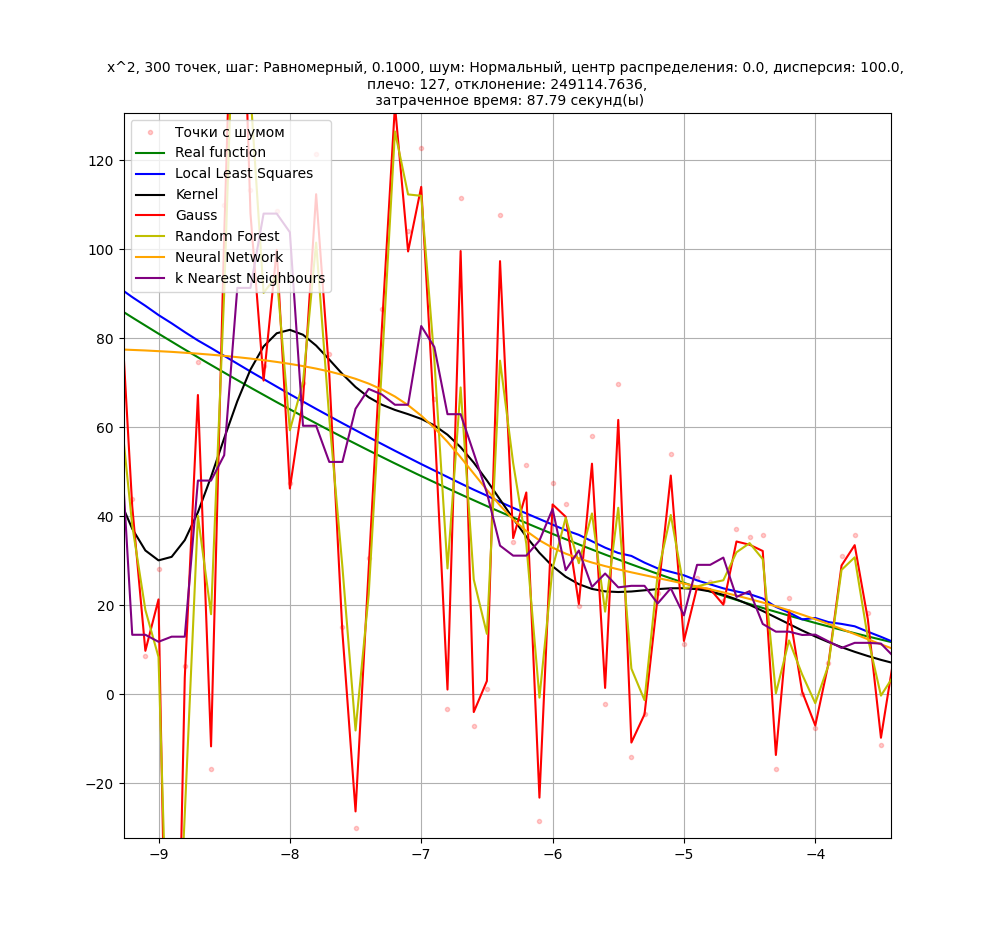 x^2, 300 точек, шаг: Равномерный, 0.1000, шум: Нормальный, центр распределения: 0.0, дисперсия: 100.0,
плечо: 127, отклонение: 249114.7636,
затраченное время: 87.79 секунд(ы)
Точки с шумом
Real function
Local Least Squares
Kernel
Gauss
Random Forest
Neural Network
k Nearest Neighbours
120
100
80
60
40
20
0
−20
−9 −8 −7 −6 −5 −4